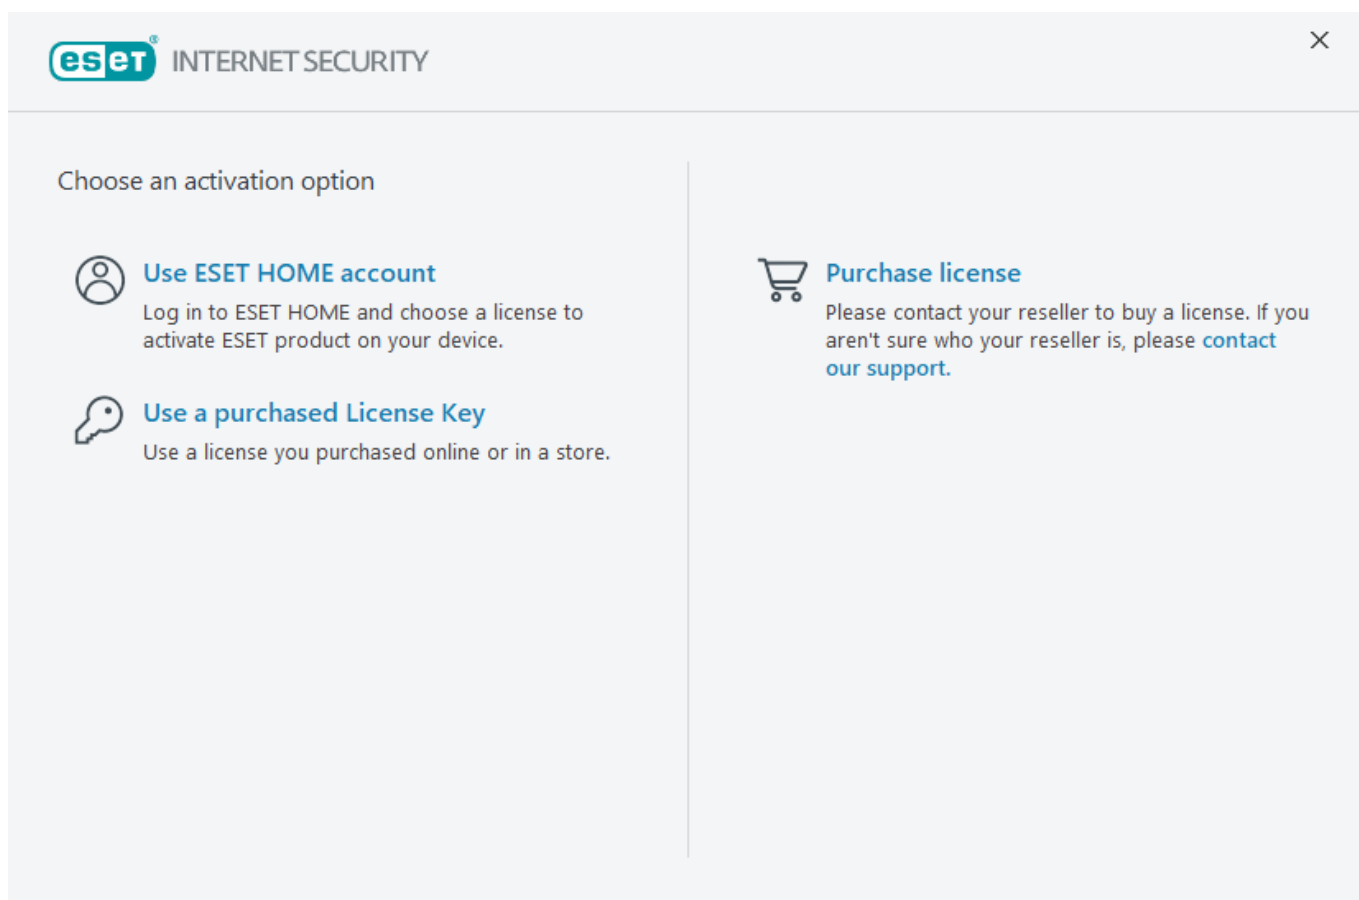 eset® INTERNET SECURITY
Choose an activation option
Use ESET HOME account
Log in to ESET HOME and choose a license to
activate ESET product on your device.
Use a purchased License Key
Use a license you purchased online or in a store.
Purchase license
Please contact your reseller to buy a license. If you
aren't sure who your reseller is, please contact
our support.